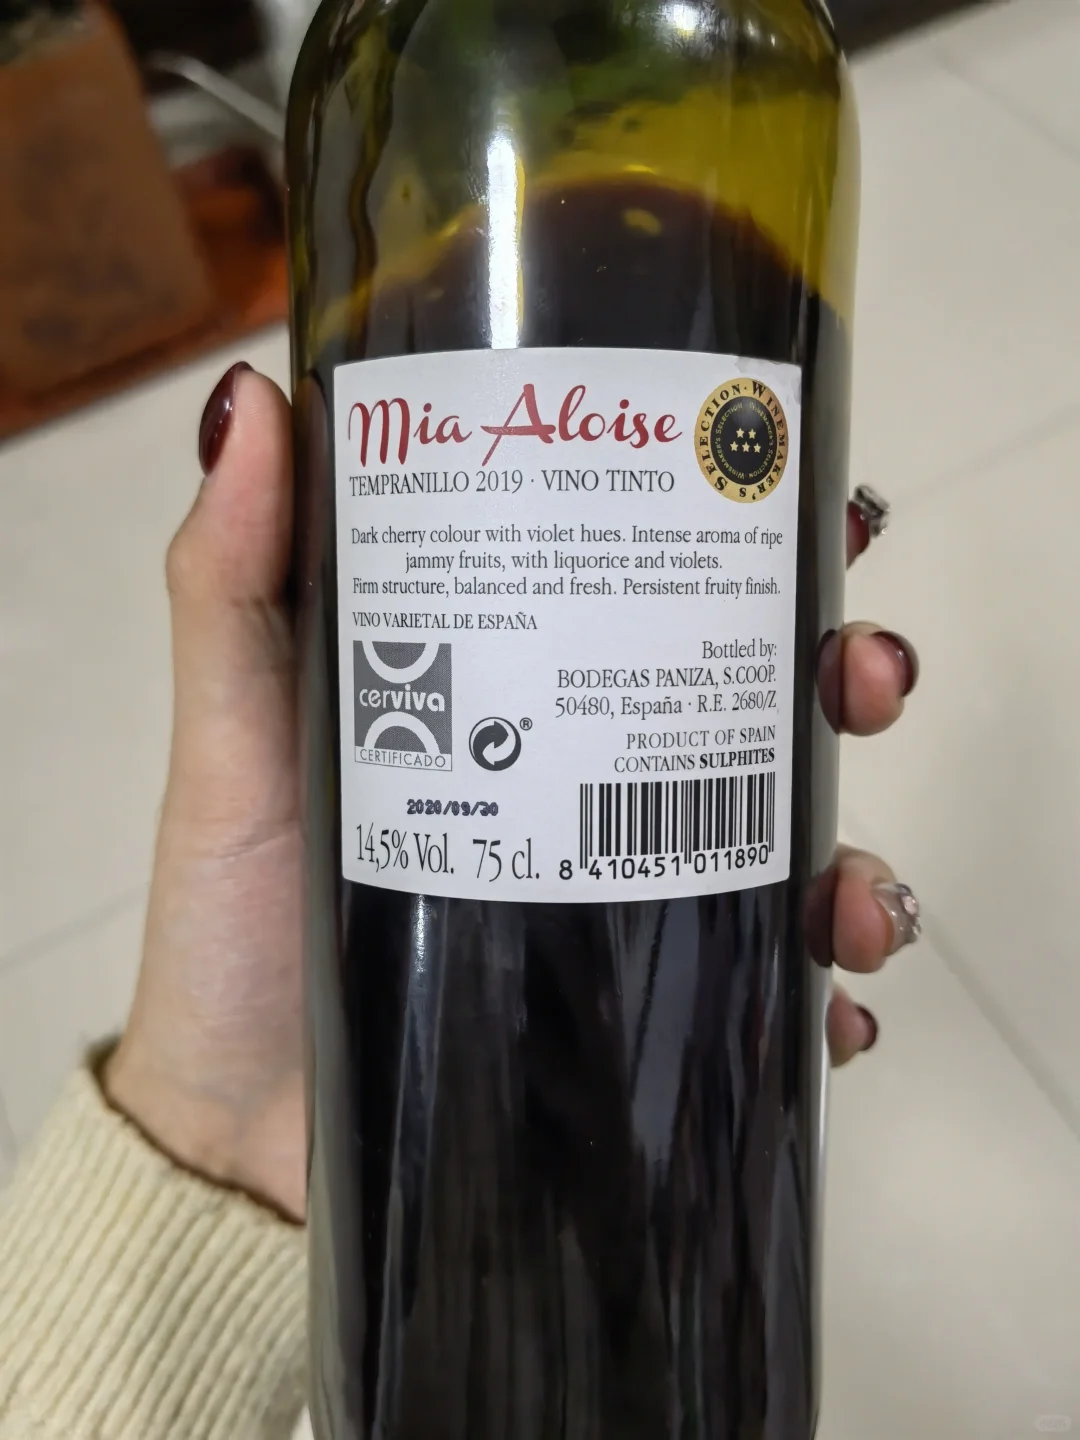 Mia Aloise
TEMPRANILLO 2019 · VINO TINTO
SELECTION · WINEMAKER'S
Dark cherry colour with violet hues. Intense aroma of ripe
jammy fruits, with liquorice and violets.
Firm structure, balanced and fresh. Persistent fruity finish.
VINO VARIETAL DE ESPAÑA
cerviva
CERTIFICADO
®
Bottled by:
BODEGAS PANIZA, S.COOP.
50480, España · R.E. 2680/Z
PRODUCT OF SPAIN
CONTAINS SULPHITES
2020/09/30
14,5% Vol. 75 cl.
8 410451 011890